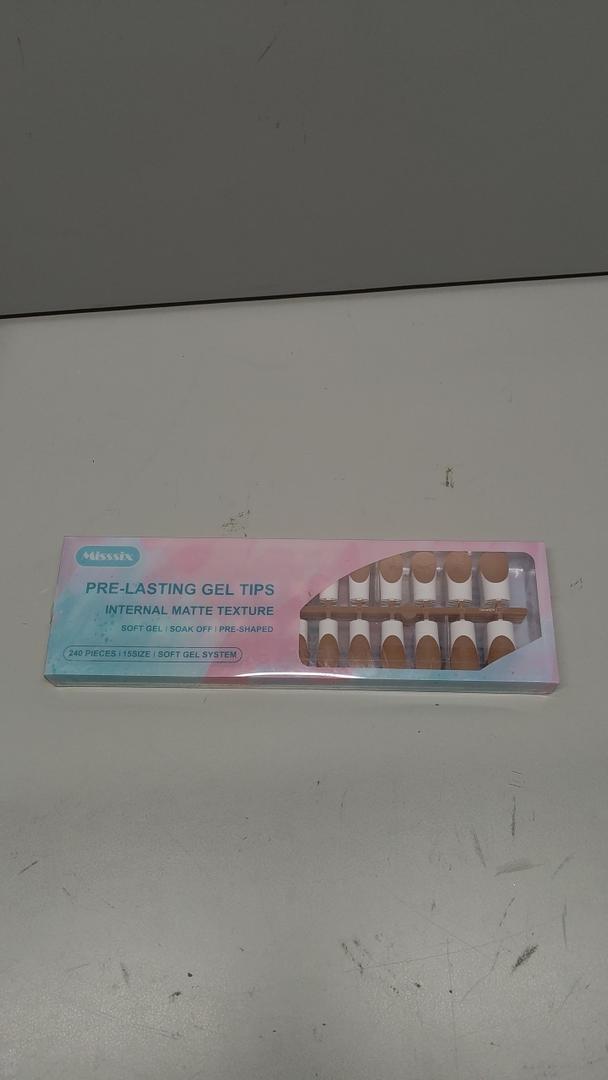 Misssix
PRE-LASTING GEL TIPS
INTERNAL MATTE TEXTURE
SOFT GEL | SOAK OFF | PRE-SHAPED
240 PIECES | 15SIZE | SOFT GEL SYSTEM